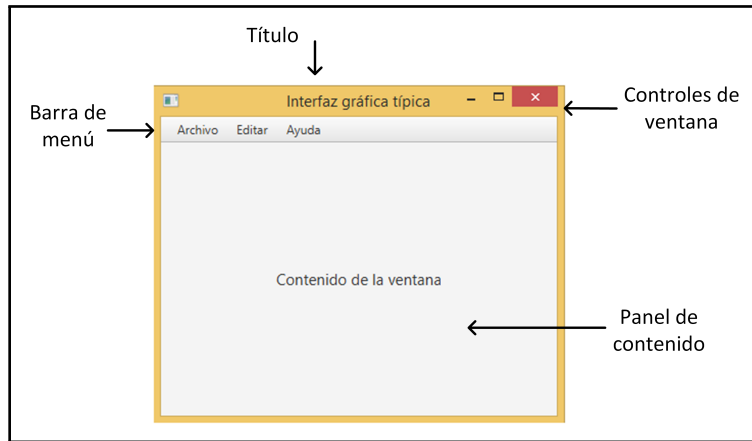 Título
Interfaz gráfica típica
Controles de
ventana
Barra de
menú
Archivo Editar Ayuda
Contenido de la ventana
Panel de
contenido